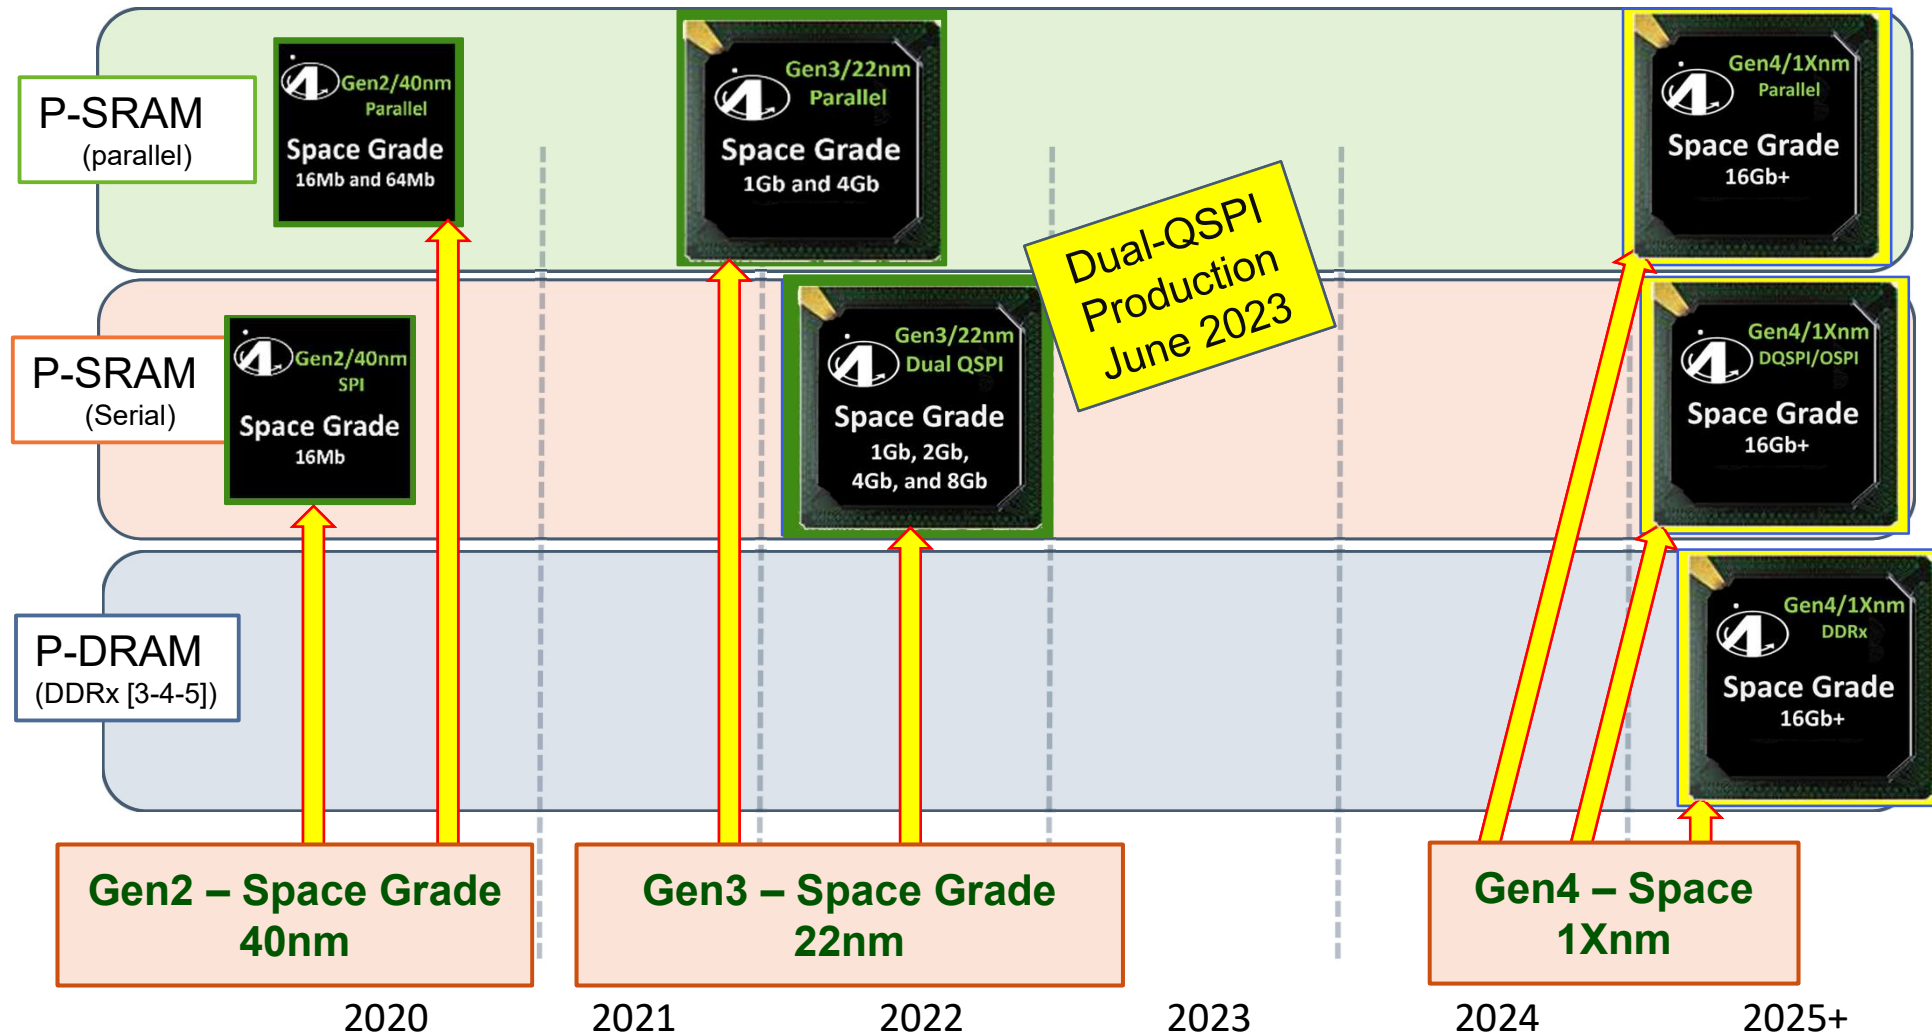 P-SRAM
(parallel)
Gen2/40nm
Parallel
Space Grade
16Mb and 64Mb
Gen3/22nm
Parallel
Space Grade
1Gb and 4Gb
Gen4/1Xnm
Parallel
Space Grade
16Gb+
Dual-QSPI
Production
June 2023
P-SRAM
(Serial)
Gen2/40nm
SPI
Space Grade
16Mb
Gen3/22nm
Dual QSPI
Space Grade
1Gb, 2Gb,
4Gb, and 8Gb
Gen4/1Xnm
DQSPI/OSPI
Space Grade
16Gb+
P-DRAM
(DDRx [3-4-5])
Gen4/1Xnm
DDRx
Space Grade
16Gb+
Gen2 – Space Grade
40nm
Gen3 – Space Grade
22nm
Gen4 – Space
1Xnm
2020
2021
2022
2023
2024
2025+